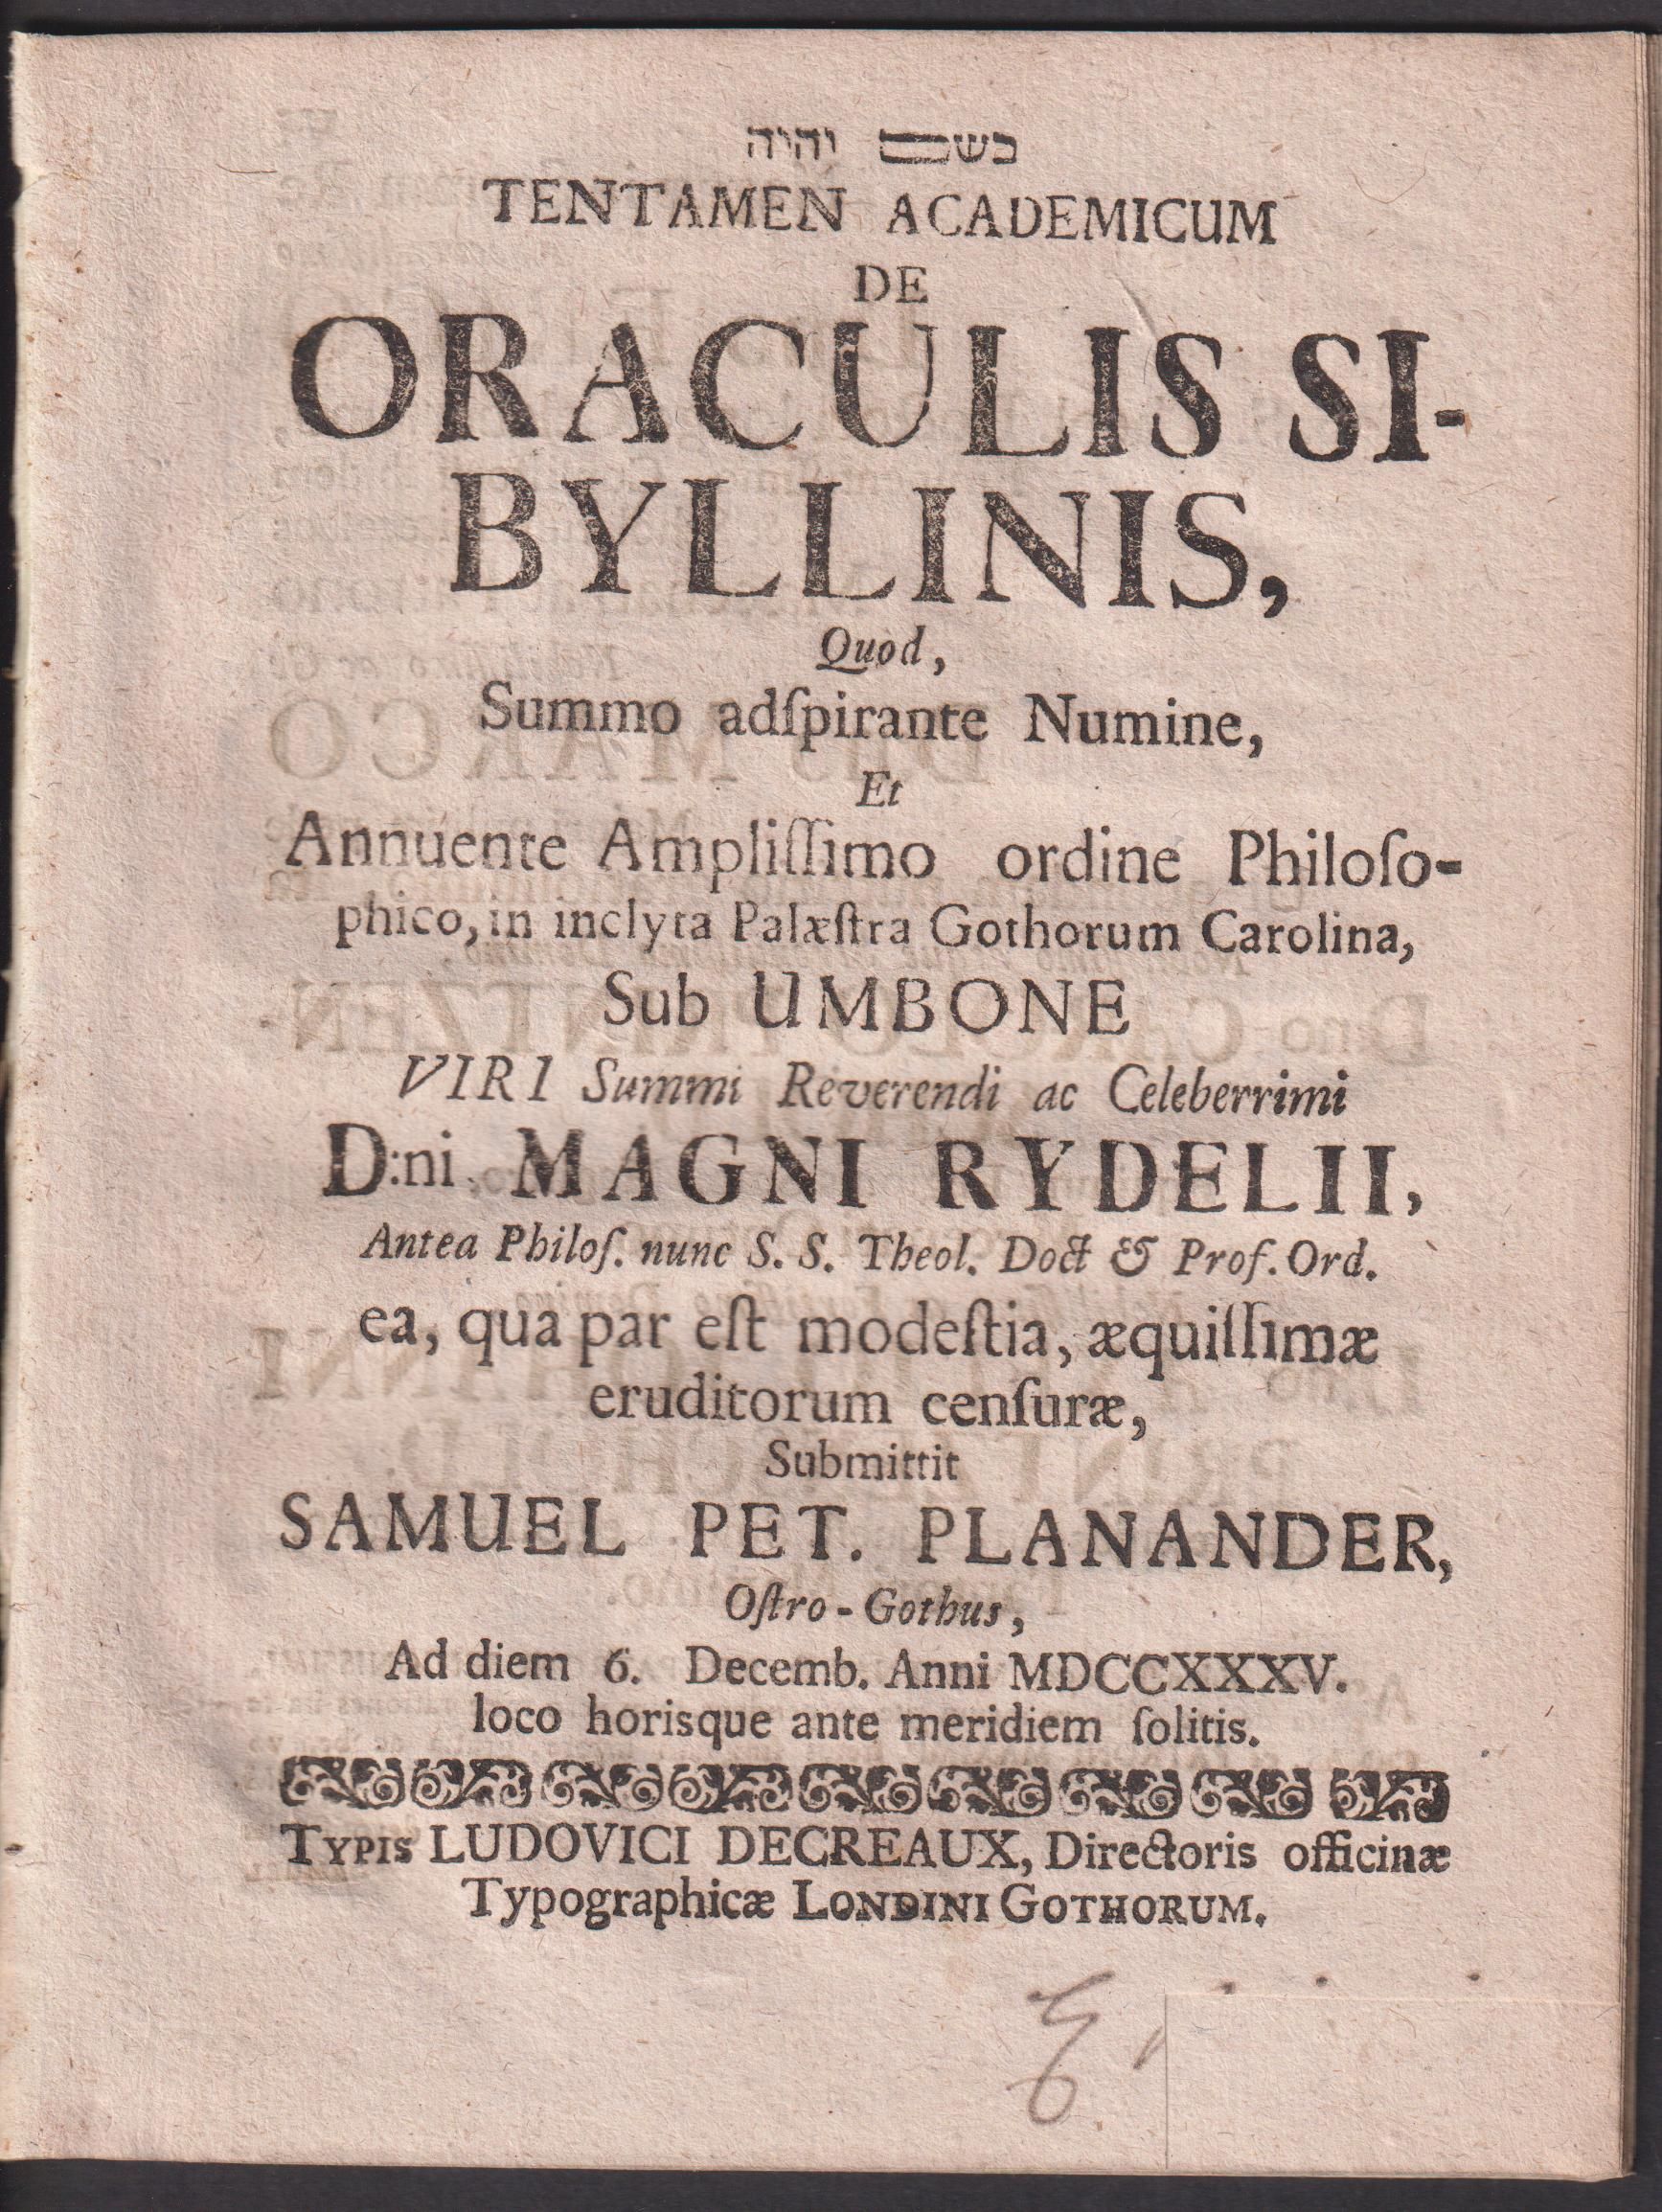 בשם יהוה
TENTAMEN ACADEMICUM
DE
ORACULIS SI-
BYLLINIS,
Quod,
Summo adſpirante Numine,
Et
Annuente Ampliſſimo ordine Philoſo-
phico, in inclyta Palæſtra Gothorum Carolina,
Sub UMBONE
VIRI Summi Reverendi ac Celeberrimi
D:ni MAGNI RYDELII,
Antea Philoſ. nunc S. S. Theol. Doct & Prof. Ord.
ea, qua par eſt modeſtia, æquiſſimæ
eruditorum cenſuræ,
Submittit
SAMUEL PET. PLANANDER,
Oſtro-Gothus,
Ad diem 6. Decemb. Anni MDCCXXXV.
loco horisque ante meridiem ſolitis.
TYPIS LUDOVICI DECREAUX, Directoris officinæ
Typographicæ LONDINI GOTHORUM.